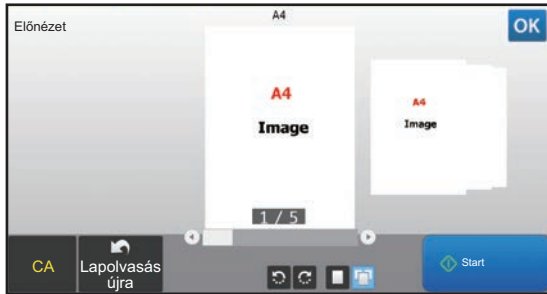 A4
Előnézet
OK
A4
Image
A4
Image
1 / 5
CA
Lapolvasás
újra
Start